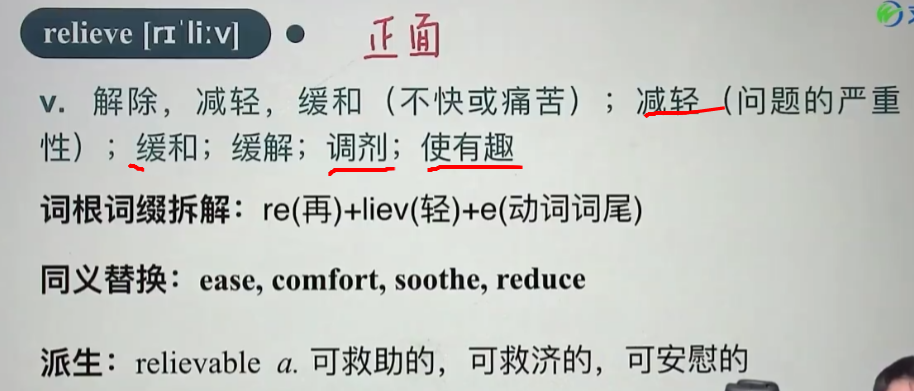 relieve [rɪˈliːv] ● 正面
v. 解除，减轻，缓和（不快或痛苦）；减轻（问题的严重
性）；缓和；缓解；调剂；使有趣
词根词缀拆解：re(再)+liev(轻)+e(动词词尾)
同义替换：ease, comfort, soothe, reduce
派生：relievable a. 可救助的，可救济的，可安慰的